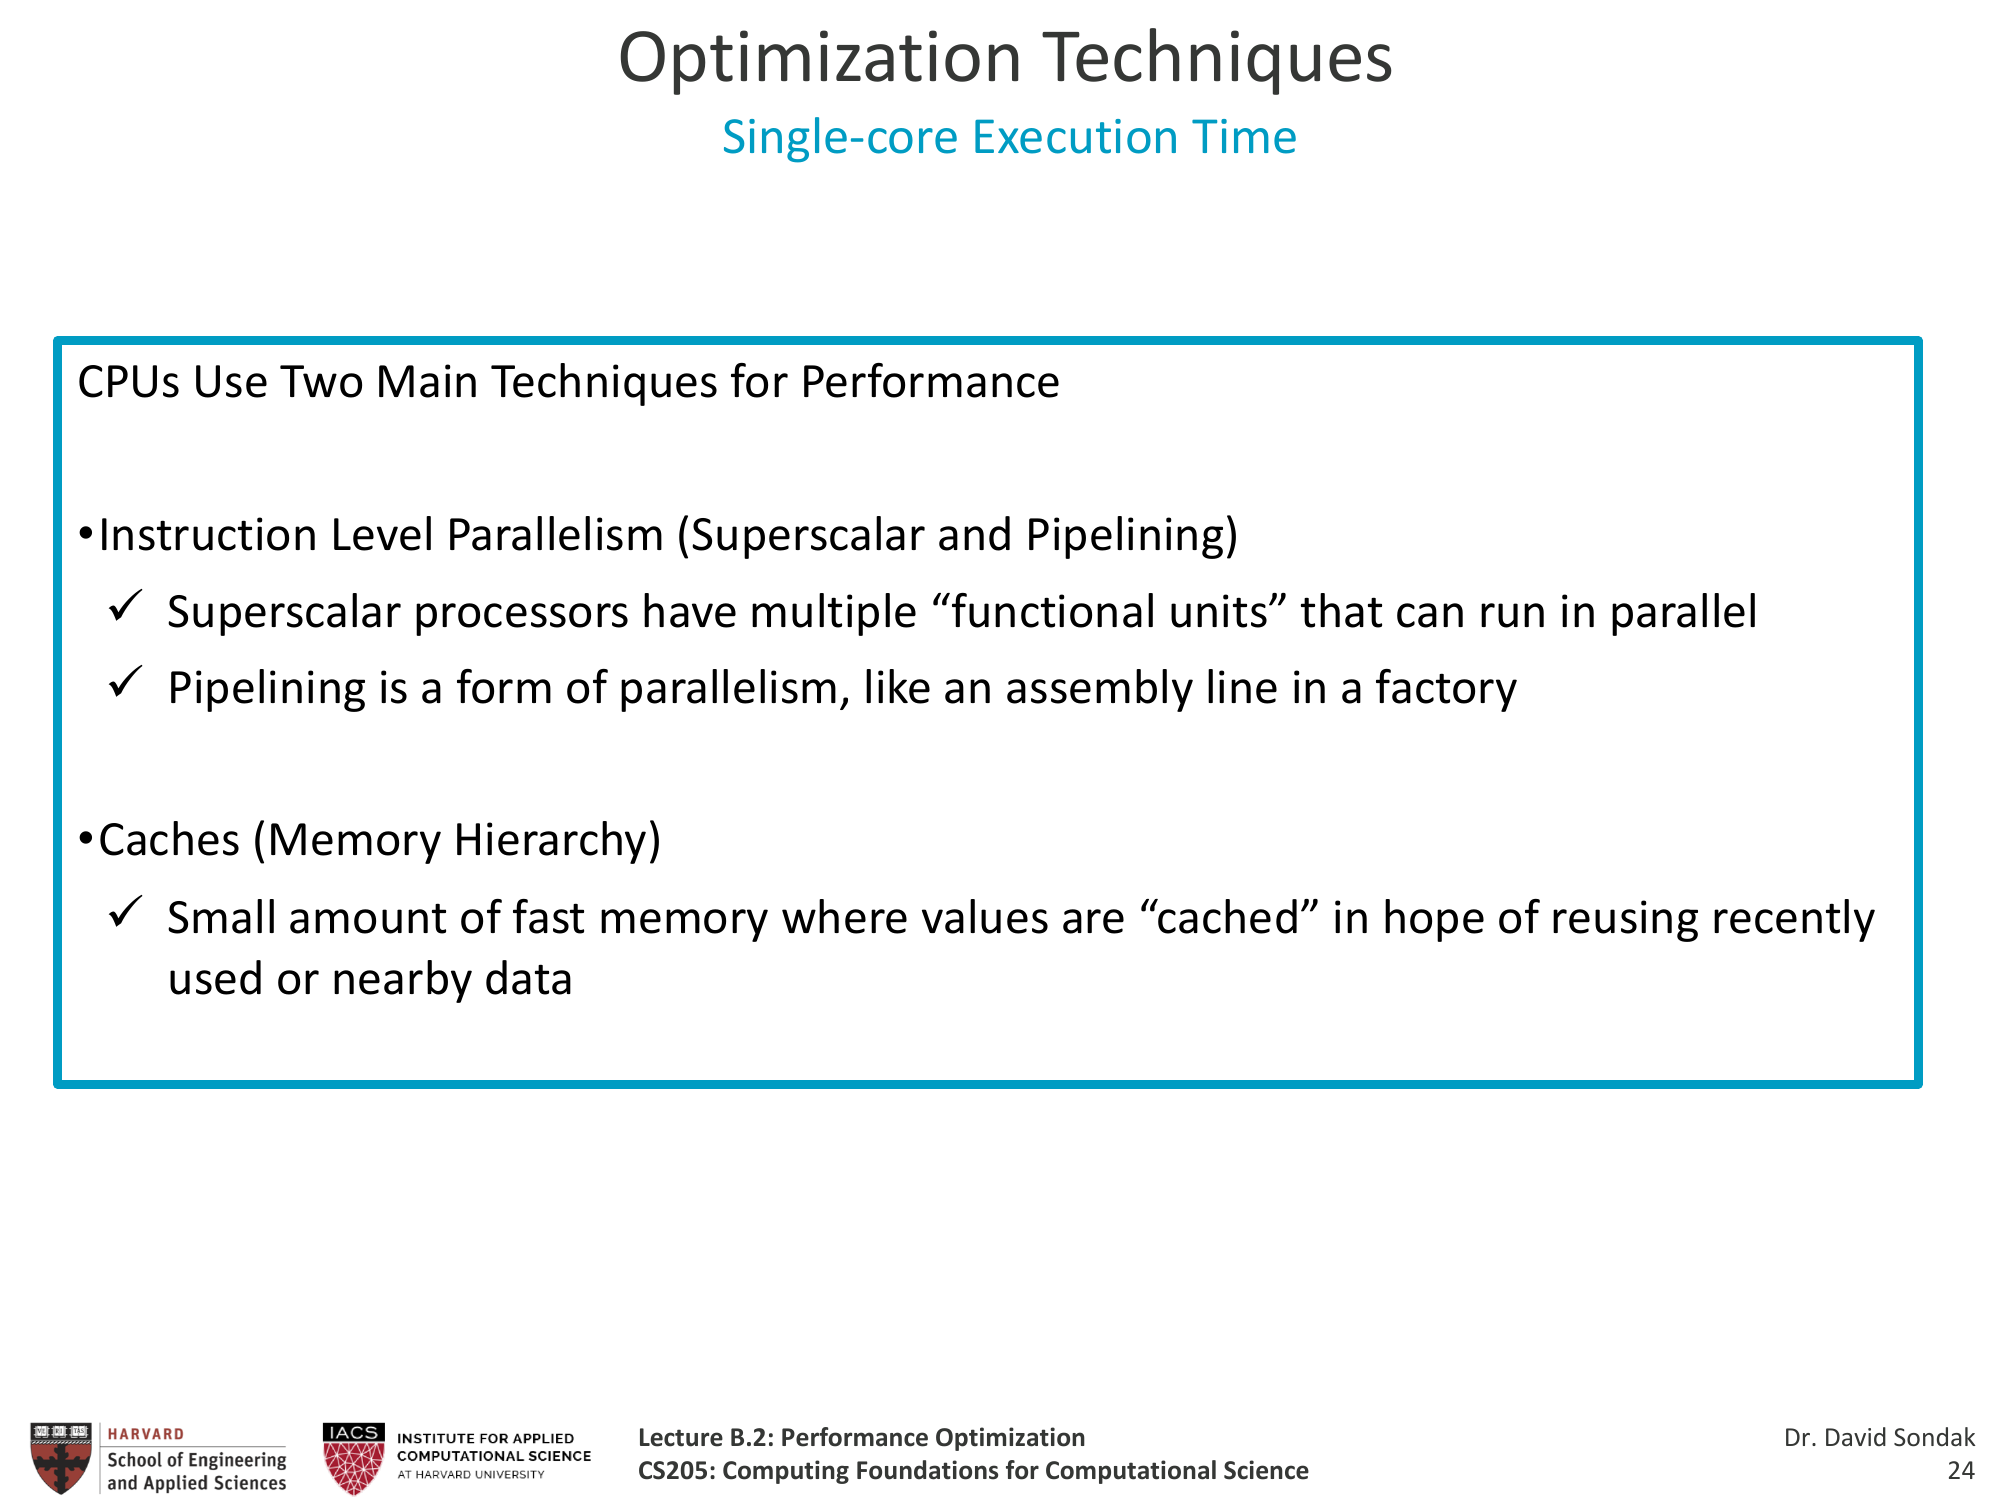 Optimization Techniques
Single-core Execution Time
CPUs Use Two Main Techniques for Performance
•Instruction Level Parallelism (Superscalar and Pipelining)
✓ Superscalar processors have multiple “functional units” that can run in parallel
✓ Pipelining is a form of parallelism, like an assembly line in a factory
•Caches (Memory Hierarchy)
✓ Small amount of fast memory where values are “cached” in hope of reusing recently
used or nearby data
HARVARD
School of Engineering
and Applied Sciences
IACS
INSTITUTE FOR APPLIED
COMPUTATIONAL SCIENCE
AT HARVARD UNIVERSITY
Lecture B.2: Performance Optimization
CS205: Computing Foundations for Computational Science
Dr. David Sondak
24